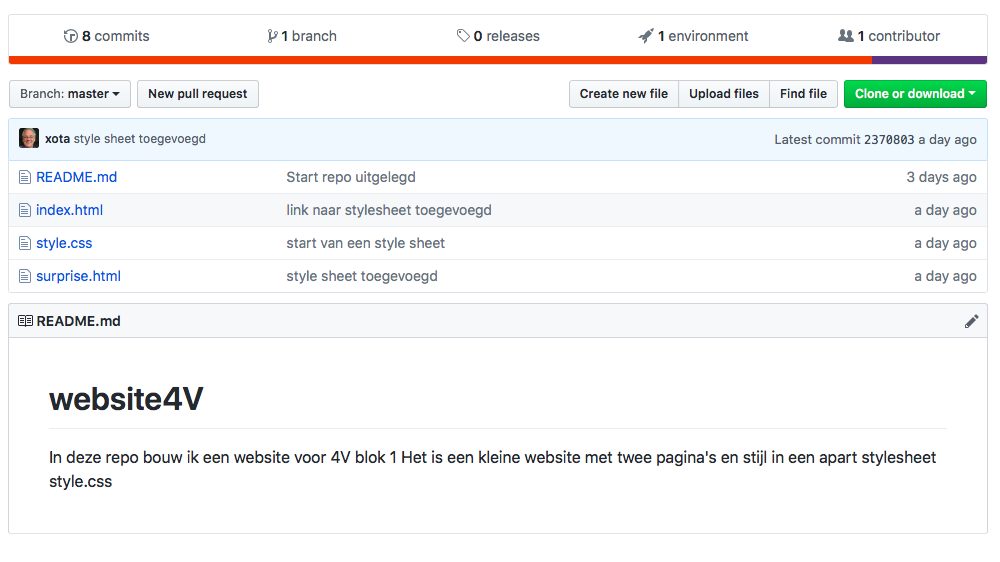 8 commits 1 branch 0 releases 1 environment 1 contributor
Branch: master New pull request Create new file Upload files Find file Clone or download
xota style sheet toegevoegd Latest commit 2370803 a day ago
README.md Start repo uitgelegd 3 days ago
index.html link naar stylesheet toegevoegd a day ago
style.css start van een style sheet a day ago
surprise.html style sheet toegevoegd a day ago
README.md
website4V
In deze repo bouw ik een website voor 4V blok 1 Het is een kleine website met twee pagina's en stijl in een apart stylesheet
style.css